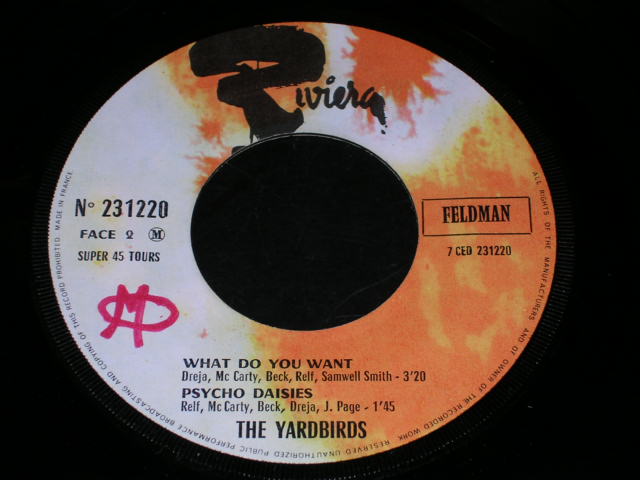 Riviera
N° 231220
FACE 2 M
SUPER 45 TOURS
FELDMAN
7 CED 231220
WHAT DO YOU WANT
Dreja, Mc Carty, Beck, Relf, Samwell Smith - 3'20
PSYCHO DAISIES
Relf, Mc Carty, Beck, Dreja, J. Page - 1'45
THE YARDBIRDS
ALL RIGHTS OF THE MANUFACTURERS AND OF OWNER OF THE RECORDED WORK RESERVED UNAUTHORIZED PUBLIC PERFORMANCE BROADCASTING AND COPYING OF THIS RECORD PROHIBITED. MADE IN FRANCE